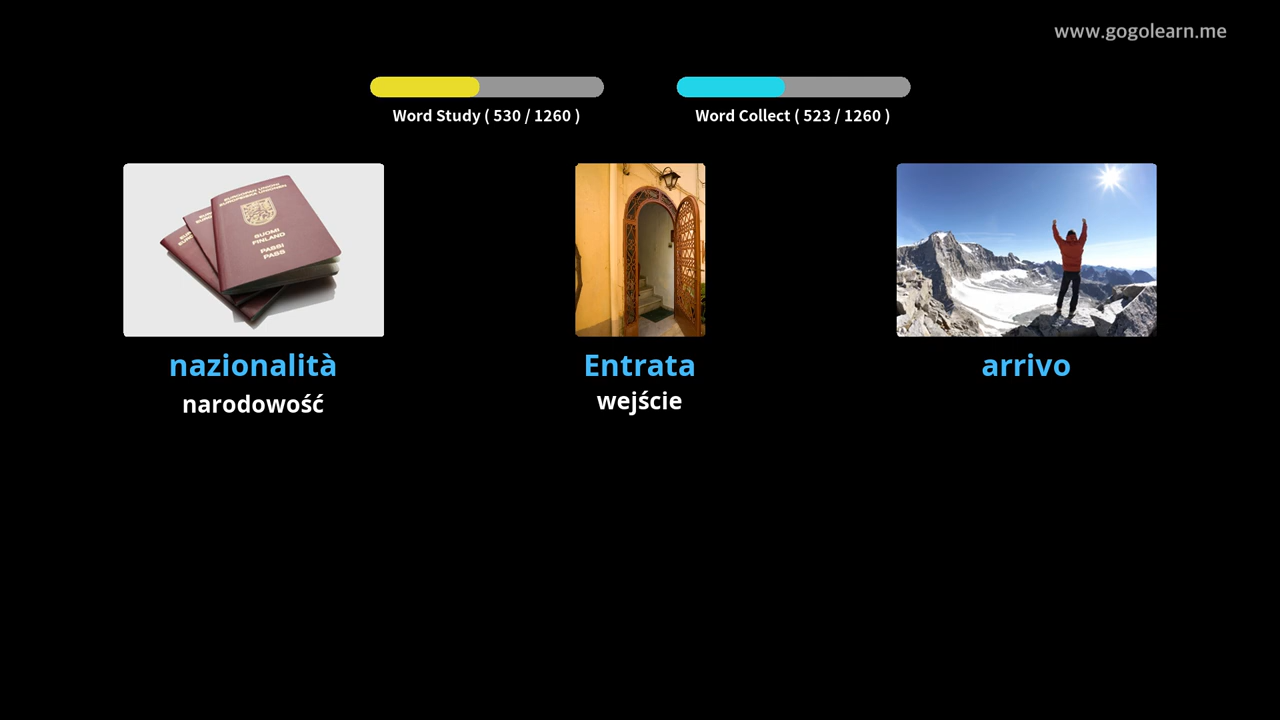 www.gogolearn.me
Word Study ( 530 / 1260 )
Word Collect ( 523 / 1260 )
SUOMI
FINLAND
PASSI
PASS
nazionalità
Entrata
arrivo
narodowość
wejście